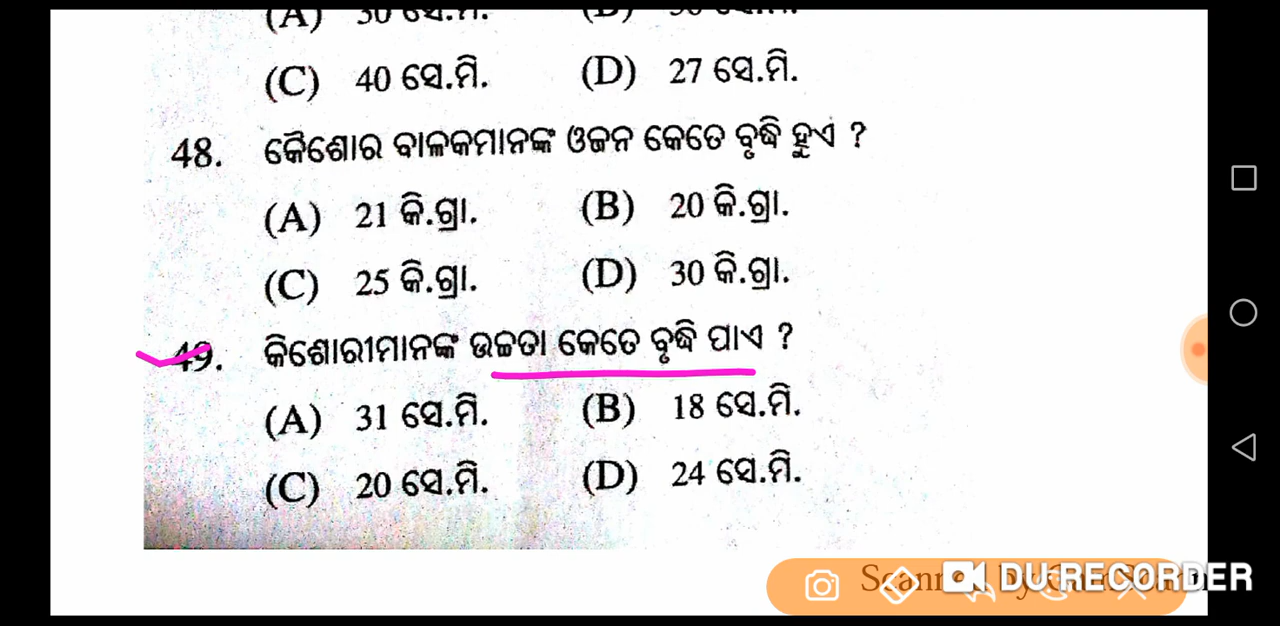 (C) 40 ସେ.ମି. (D) 27 ସେ.ମି.
48. କୈଶୋର ବାଳକମାନଙ୍କ ଓଜନ କେତେ ବୃଦ୍ଧି ହୁଏ ?
(A) 21 କି.ଗ୍ରା. (B) 20 କି.ଗ୍ରା.
(C) 25 କି.ଗ୍ରା. (D) 30 କି.ଗ୍ରା.
49. କିଶୋରୀମାନଙ୍କ ଉଚ୍ଚତା କେତେ ବୃଦ୍ଧି ପାଏ ?
(A) 31 ସେ.ମି. (B) 18 ସେ.ମି.
(C) 20 ସେ.ମି. (D) 24 ସେ.ମି.
DU RECORDER